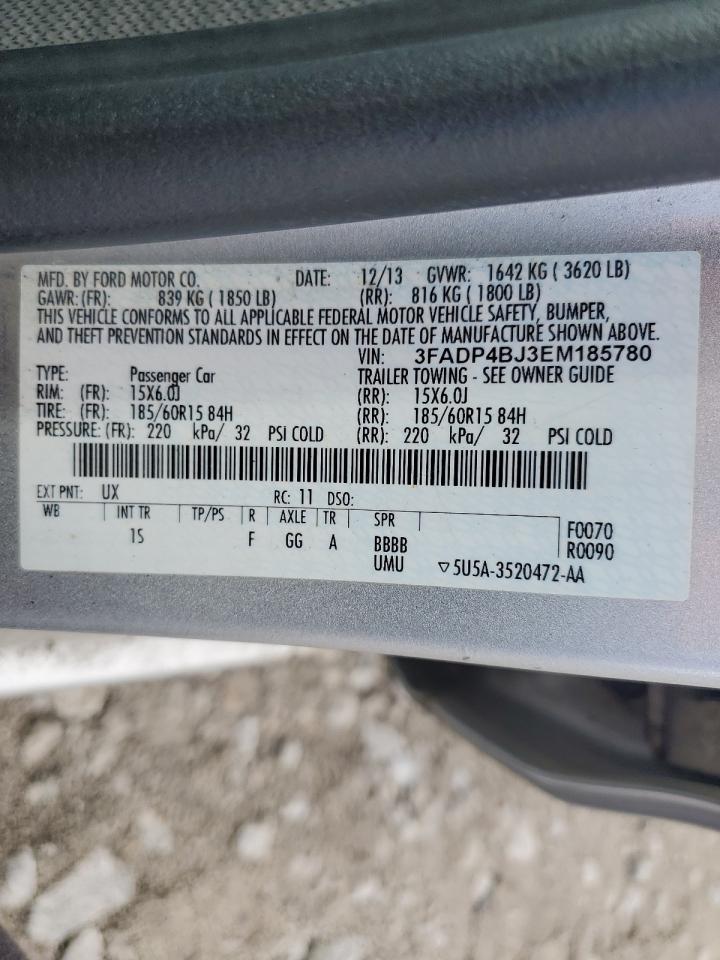 MFD. BY FORD MOTOR CO. DATE: 12/13 GVWR: 1642 KG ( 3620 LB)
GAWR: (FR): 839 KG ( 1850 LB) (RR): 816 KG ( 1800 LB)
THIS VEHICLE CONFORMS TO ALL APPLICABLE FEDERAL MOTOR VEHICLE SAFETY, BUMPER,
AND THEFT PREVENTION STANDARDS IN EFFECT ON THE DATE OF MANUFACTURE SHOWN ABOVE.
VIN: 3FADP4BJ3EM185780
TYPE: Passenger Car TRAILER TOWING - SEE OWNER GUIDE
RIM: (FR): 15X6.0J (RR): 15X6.0J
TIRE: (FR): 185/60R15 84H (RR): 185/60R15 84H
PRESSURE: (FR): 220 kPa/ 32 PSI COLD (RR): 220 kPa/ 32 PSI COLD
EXT PNT: UX RC: 11 DSO:
WB INT TR TP/PS R AXLE TR SPR F0070
1S F GG A BBBB R0090
UMU ▽5U5A-3520472-AA